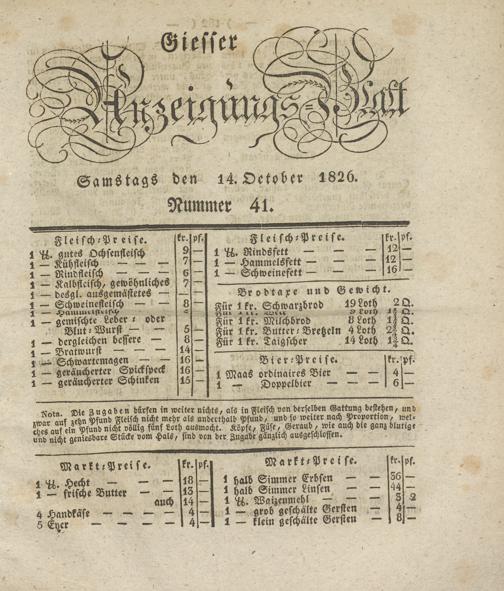 Giesser
Anzeigungs-Blatt
Samstags den 14. October 1826.
Nummer 41.
Fleisch-Preise. kr. pf.
1 ℔. gutes Ochsenfleisch 9 —
1 — Kühfleisch — — 7 —
1 — Rindfleisch — — 6 —
1 — Kalbfleisch, gewöhnliches 7 —
1 — desgl. ausgemästetes — —
1 — Schweinefleisch — — 8 —
1 — Hammelfleisch
1 — gemischte Leber- oder
Blut-Wurst — — 5 —
1 — dergleichen bessere — 8 —
1 — Bratwurst — — 14 —
1 — Schwartemagen — — 16 —
1 — geräucherter Spickspeck 16 —
1 — geräucherter Schinken 15 —
Fleisch-Preise. kr. pf.
1 ℔. Rindsfett — — 12 —
1 — Hammelsfett — — 12 —
1 — Schweinefett — — 16 —
Brodtaxe und Gewicht.
Für 1 kr. Schwarzbrod 19 Loth 2 Q.
Für 1 kr. Milchbrod 8 Loth
Für 1 kr. Butter-Bretzeln 4 Loth
Für 1 kr. Taigscher 14 Loth
Bier-Preise. kr. pf.
1 Maas ordinaires Bier — 4 —
1 — Doppelbier — 6 —
Nota. Die Zugaben dürfen in weiter nichts, als in Fleisch von derselben Gattung bestehen, und
zwar auf zehn Pfund Fleisch nicht mehr als anderthalb Pfund, und so weiter nach Proportion, wel-
ches auf ein Pfund nicht völlig fünf Loth ausmacht. Köpfe, Füse, Geraub, wie auch die ganz blutige
und nicht geniesbare Stücke vom Hals, sind von der Zugabe gänzlich ausgeschlossen.
Markt-Preise. kr. pf.
1 ℔. Hecht — — — 18 —
1 — frische Butter — — 13 —
auch 14 —
4 Handkäse — — — — 4 —
5 Eyer — — — — 4 —
Markt-Preise. kr. pf.
1 halb Simmer Erbsen — 36 —
1 halb Simmer Linsen — 44 —
1 ℔. Waizenmehl — — 3 2
1 — grob geschälte Gersten — 4 —
1 — klein geschälte Gersten — 8 —